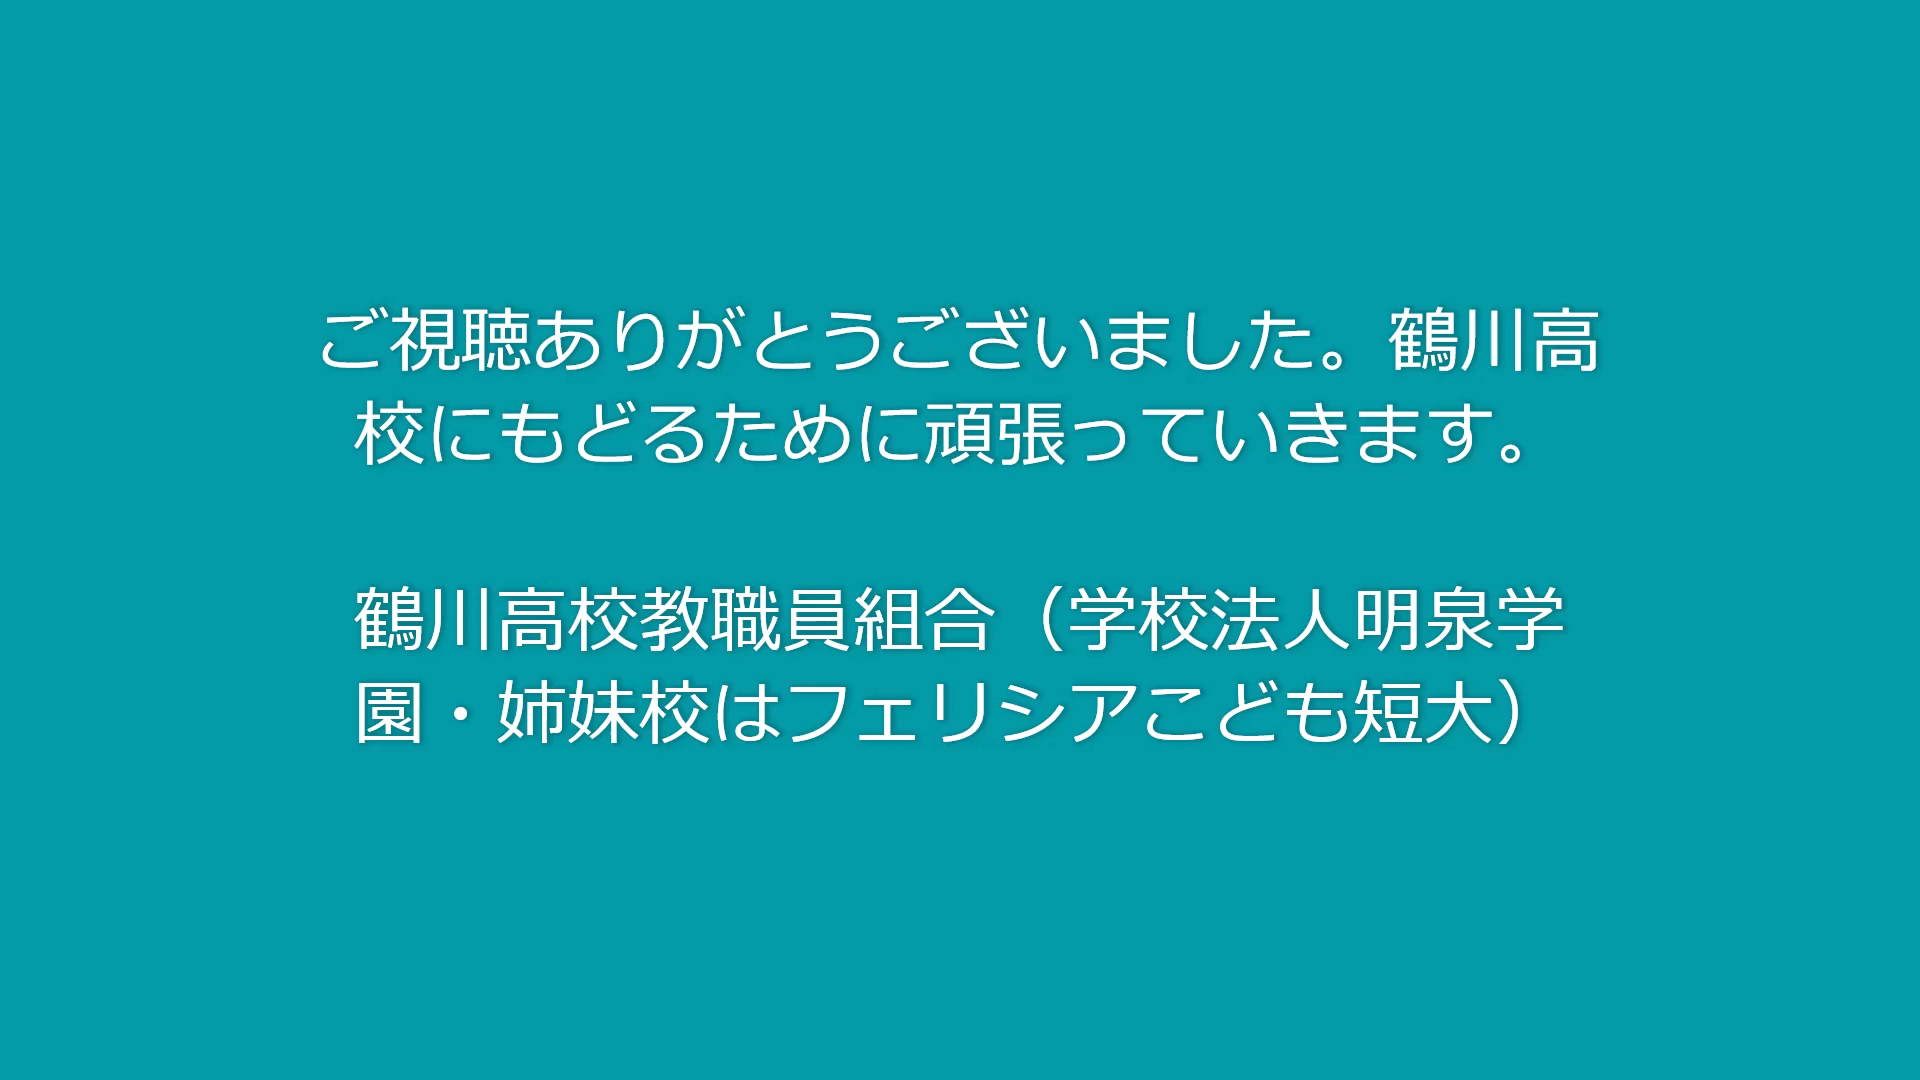 ご視聴ありがとうございました。鶴川高
校にもどるために頑張っていきます。
鶴川高校教職員組合（学校法人明泉学
園・姉妹校はフェリシアこども短大）